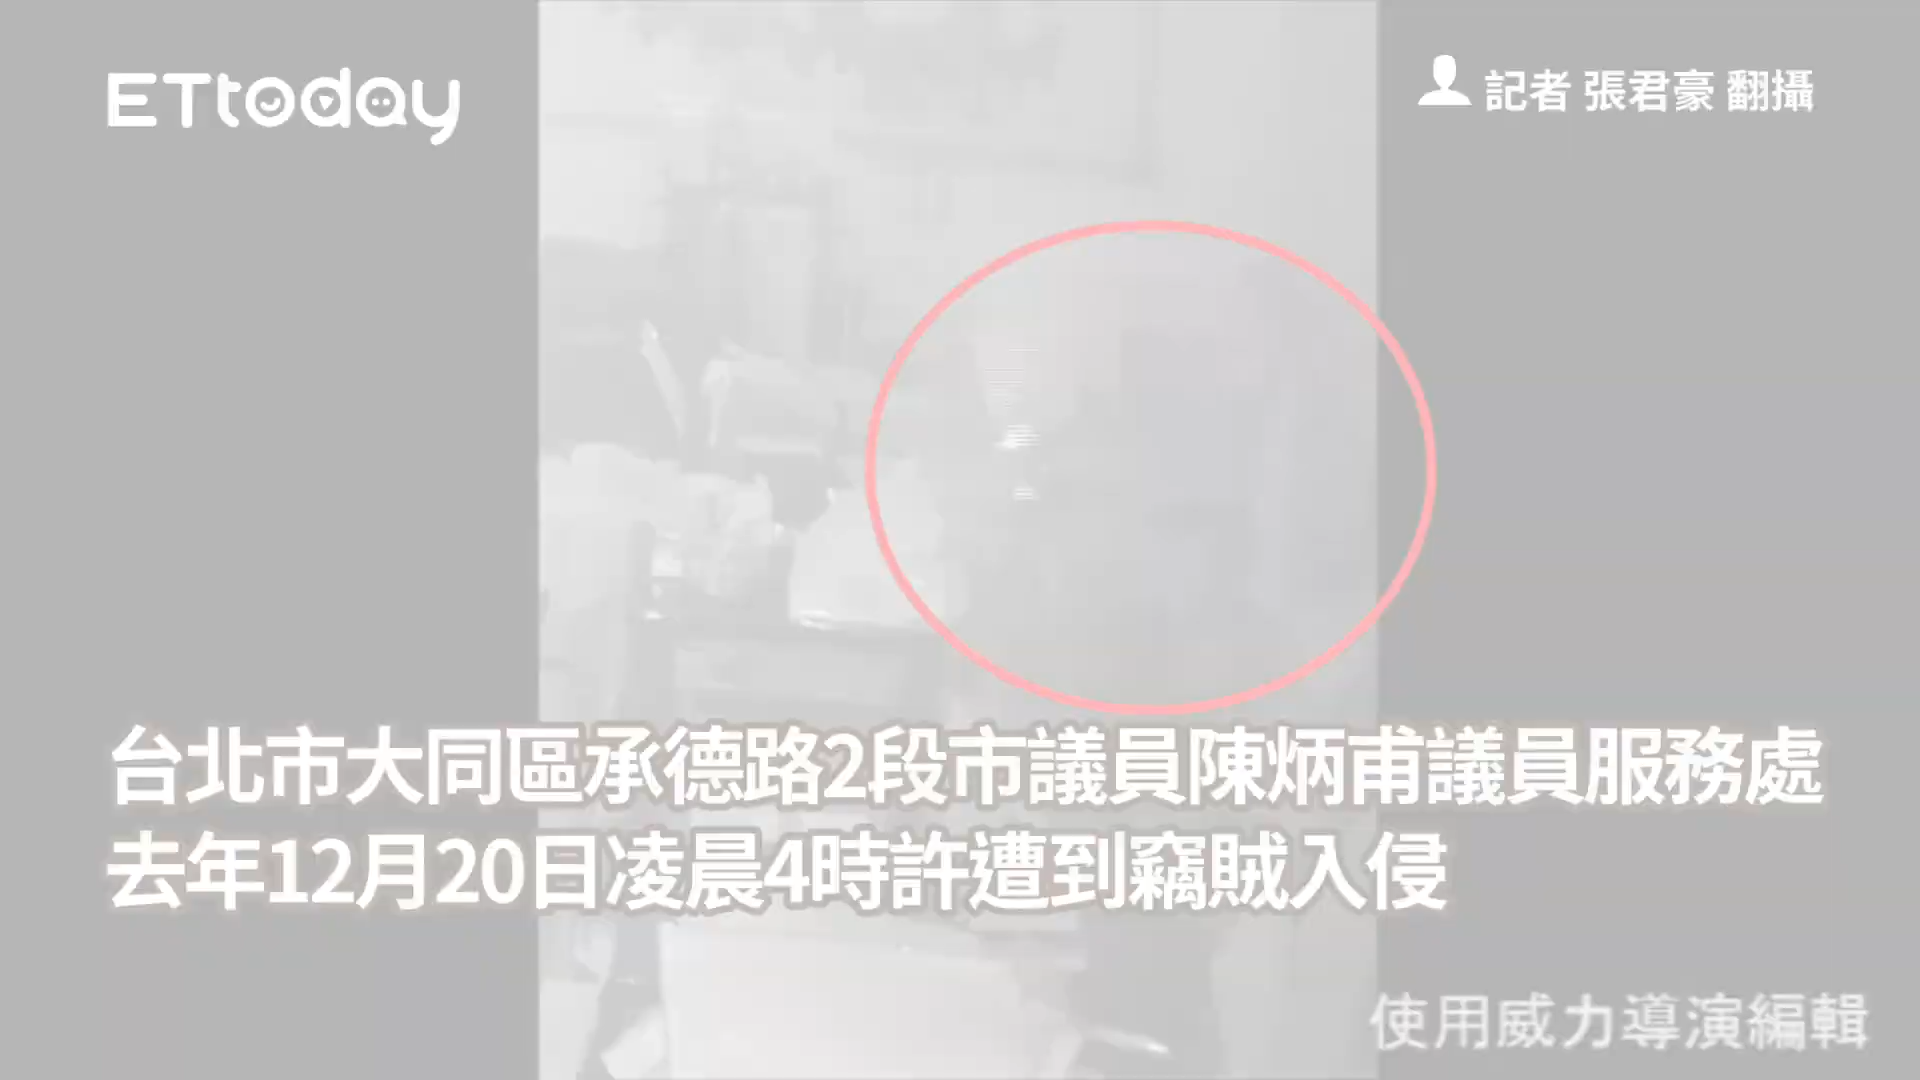 ETtoday
記者 張君豪 翻攝
台北市大同區承德路2段市議員陳炳甫議員服務處
去年12月20日凌晨4時許遭到竊賊入侵
使用威力導演編輯